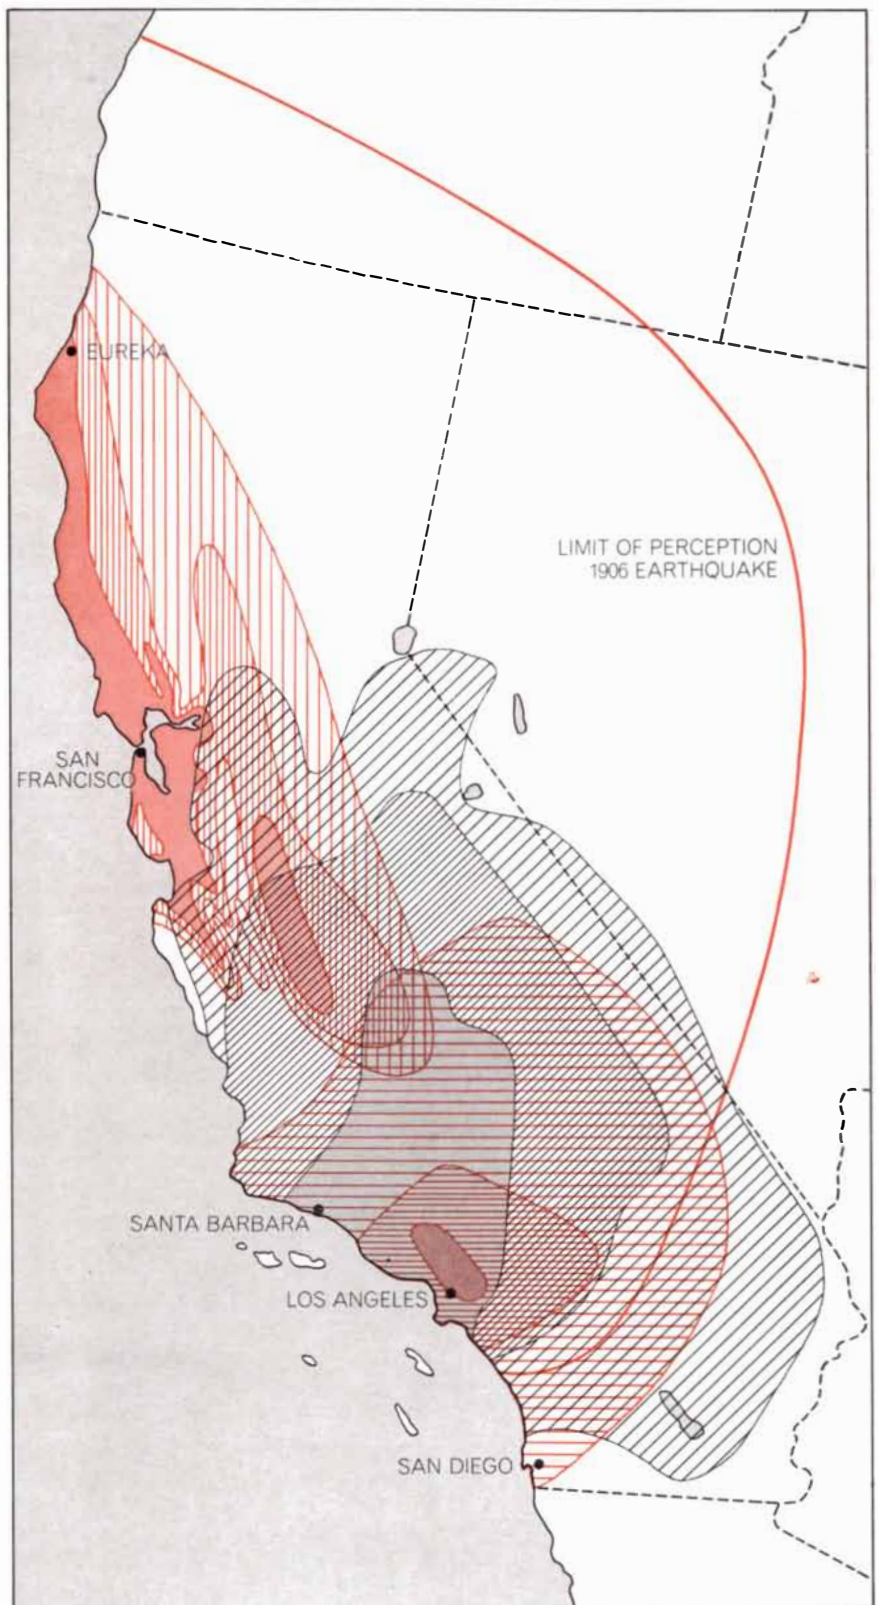 EUREKA
LIMIT OF PERCEPTION
1906 EARTHQUAKE
SAN
FRANCISCO
SANTA BARBARA
LOS ANGELES
SAN DIEGO